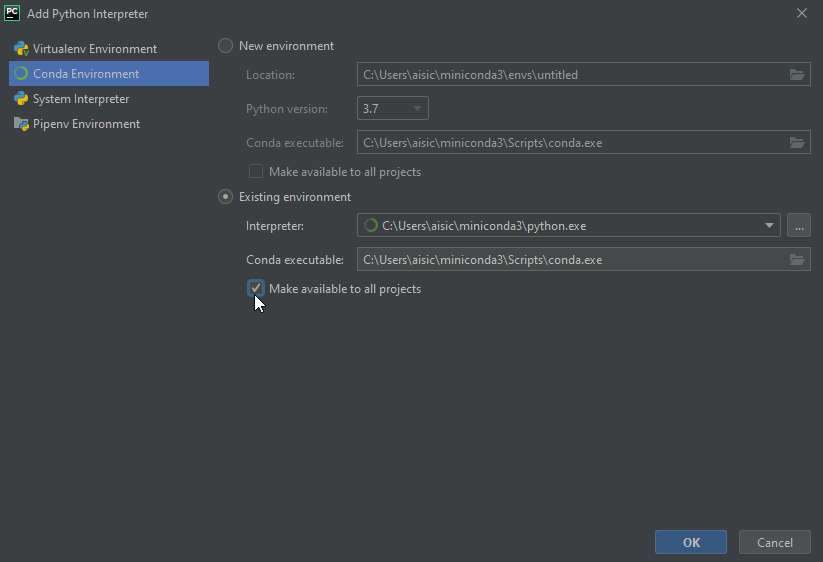 PC Add Python Interpreter
Virtualenv Environment
Conda Environment
System Interpreter
Pipenv Environment
New environment
Location: C:\Users\aisic\miniconda3\envs\untitled
Python version: 3.7
Conda executable: C:\Users\aisic\miniconda3\Scripts\conda.exe
Make available to all projects
Existing environment
Interpreter: C:\Users\aisic\miniconda3\python.exe ...
Conda executable: C:\Users\aisic\miniconda3\Scripts\conda.exe
Make available to all projects
OK Cancel